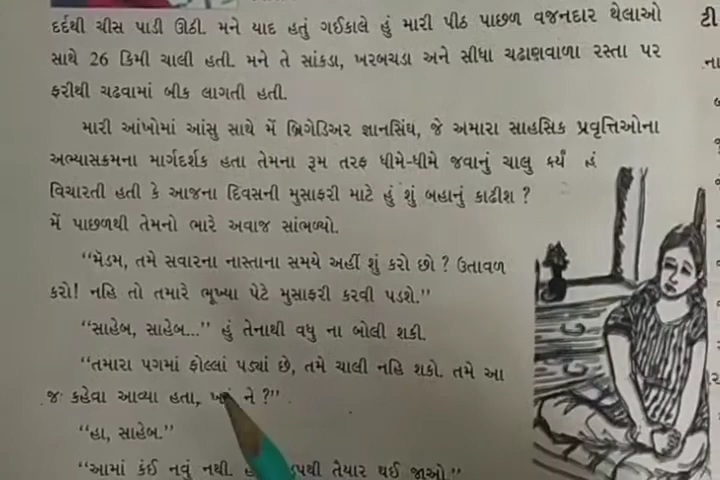 દર્દથી ચીસ પાડી ઊઠી. મને યાદ હતું ગઈકાલે હું મારી પીઠ પાછળ વજનદાર થેલાઓ
સાથે 26 કિમી ચાલી હતી. મને તે સાંકડા, ખરબચડા અને સીધા ચઢાણવાળા રસ્તા પર
ફરીથી ચઢવામાં બીક લાગતી હતી.
મારી આંખોમાં આંસુ સાથે મેં બ્રિગેડિઅર જ્ઞાનસિંઘ, જે અમારા સાહસિક પ્રવૃત્તિઓના
અભ્યાસક્રમના માર્ગદર્શક હતા તેમના રૂમ તરફ ધીમે-ધીમે જવાનું ચાલુ કર્યું
વિચારતી હતી કે આજના દિવસની મુસાફરી માટે હું શું બહાનું કાઢીશ ?
મેં પાછળથી તેમનો ભારે અવાજ સાંભળ્યો.
“મૅડમ, તમે સવારના નાસ્તાના સમયે અહીં શું કરો છો ? ઉતાવળ
કરો! નહિ તો તમારે ભૂખ્યા પેટે મુસાફરી કરવી પડશે.”
“સાહેબ, સાહેબ...” હું તેનાથી વધુ ના બોલી શકી.
“તમારા પગમાં ફોલ્લાં પડ્યાં છે, તમે ચાલી નહિ શકો. તમે આ
જ કહેવા આવ્યા હતા, ને ?”
“હા, સાહેબ.”
“આમાં કંઈ નવું નથી. તૈયાર થઈ જાઓ.”
ટી
ના